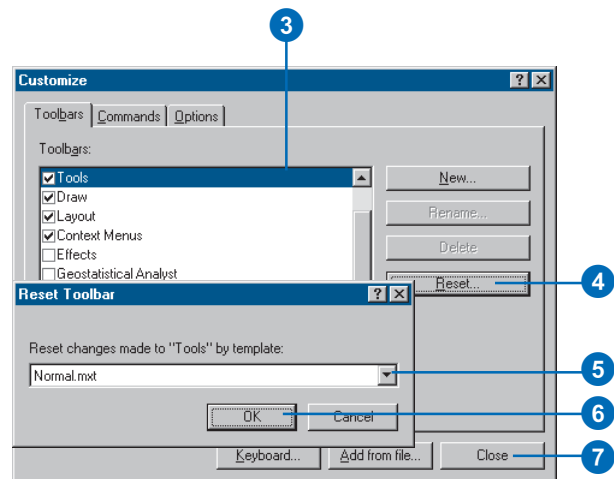 3
Customize
Toolbars Commands Options
Toolbars:
Tools
Draw
Layout
Context Menus
Effects
Geostatistical Analyst
New...
Rename...
Delete
Reset...
4
Reset Toolbar
Reset changes made to "Tools" by template:
Normal.mxt
5
OK Cancel
6
Keyboard... Add from file... Close
7